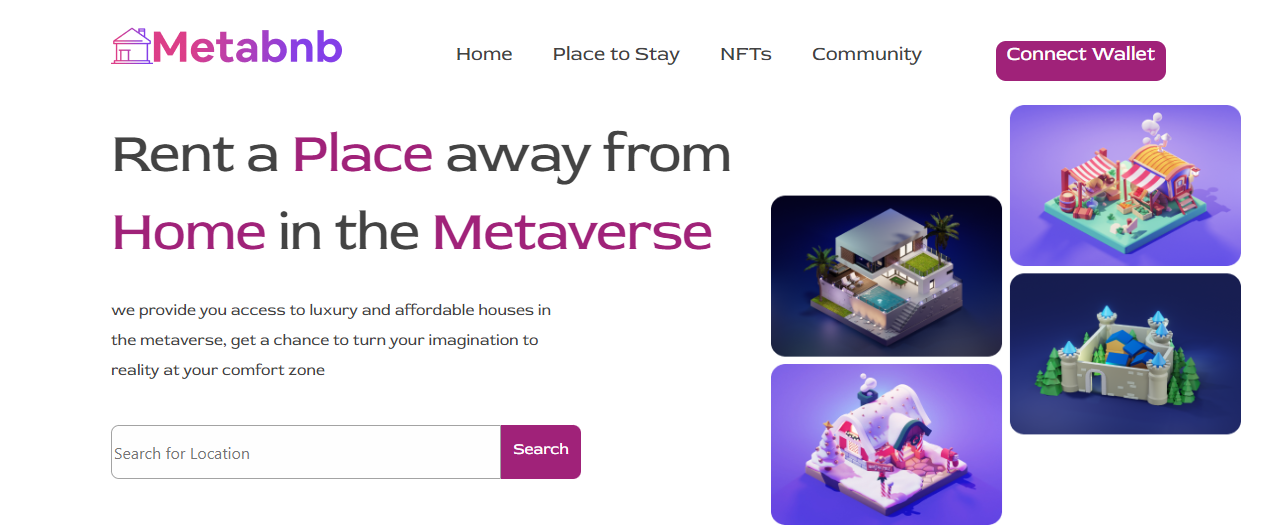 Metabnb
Home
Place to Stay
NFTs
Community
Connect Wallet
Rent a Place away from
Home in the Metaverse
we provide you access to luxury and affordable houses in
the metaverse, get a chance to turn your imagination to
reality at your comfort zone
Search for Location
Search